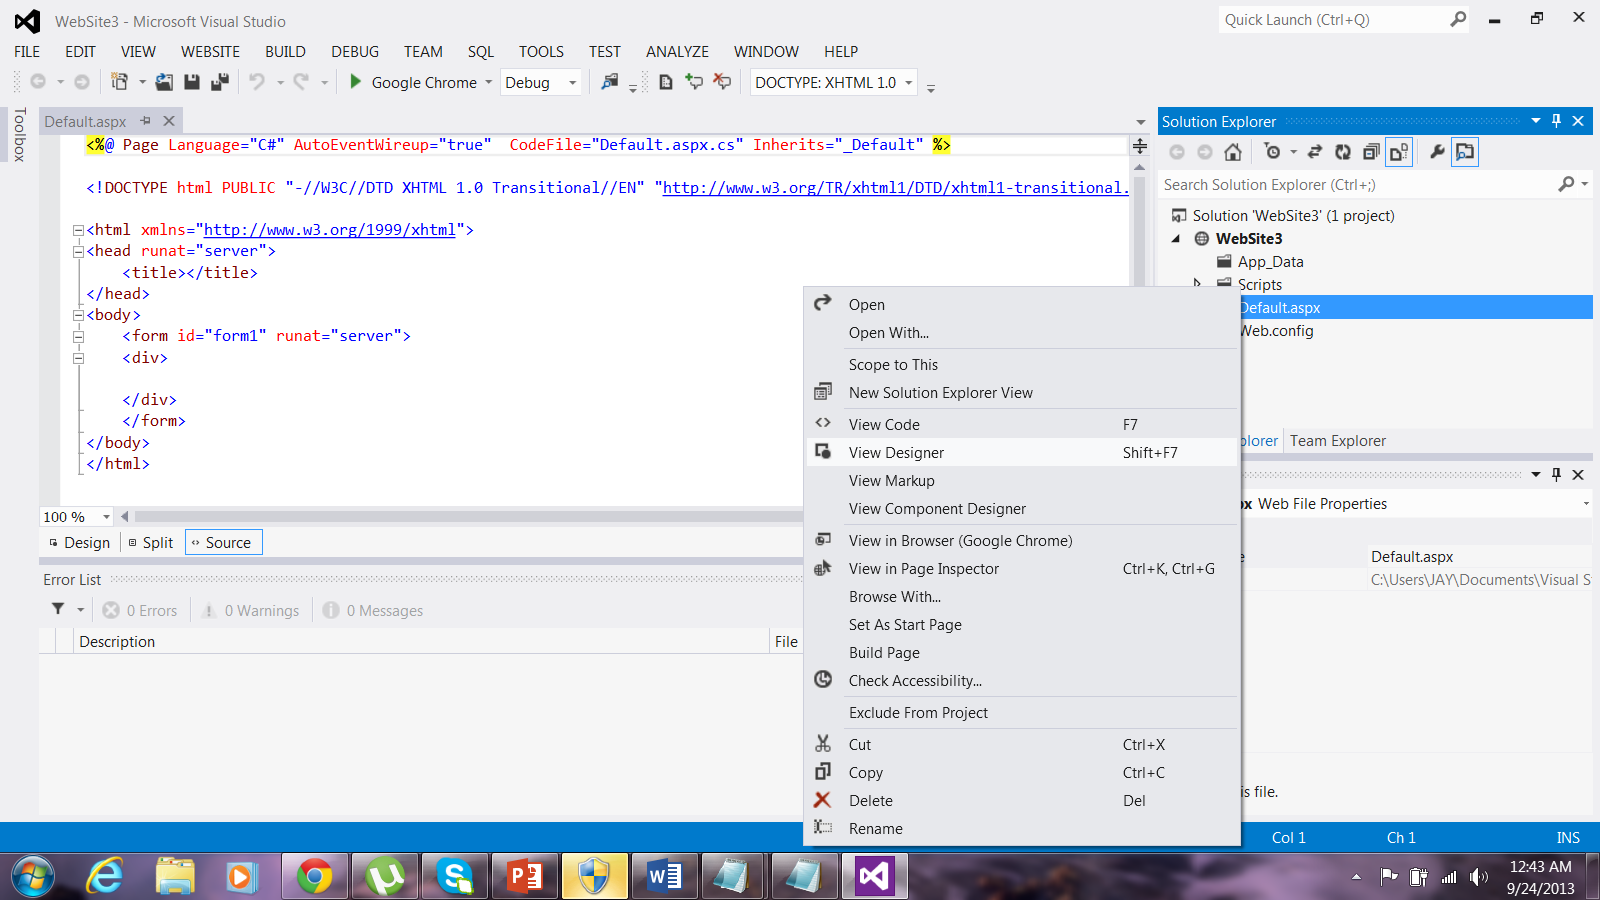 WebSite3 - Microsoft Visual Studio
Quick Launch (Ctrl+Q)
FILE EDIT VIEW WEBSITE BUILD DEBUG TEAM SQL TOOLS TEST ANALYZE WINDOW HELP
Google Chrome Debug DOCTYPE: XHTML 1.0
Toolbox
Default.aspx
<%@ Page Language="C#" AutoEventWireup="true"  CodeFile="Default.aspx.cs" Inherits="_Default" %>
<!DOCTYPE html PUBLIC "-//W3C//DTD XHTML 1.0 Transitional//EN" "http://www.w3.org/TR/xhtml1/DTD/xhtml1-transitional.
<html xmlns="http://www.w3.org/1999/xhtml">
<head runat="server">
<title></title>
</head>
<body>
<form id="form1" runat="server">
<div>
</div>
</form>
</body>
</html>
100 %
Design Split Source
Error List
0 Errors 0 Warnings 0 Messages
Description File
Open
Open With...
Scope to This
New Solution Explorer View
View Code F7
View Designer Shift+F7
View Markup
View Component Designer
View in Browser (Google Chrome)
View in Page Inspector Ctrl+K, Ctrl+G
Browse With...
Set As Start Page
Build Page
Check Accessibility...
Exclude From Project
Cut Ctrl+X
Copy Ctrl+C
Delete Del
Rename
Solution Explorer
Search Solution Explorer (Ctrl+;)
Solution 'WebSite3' (1 project)
WebSite3
App_Data
Scripts
Default.aspx
Web.config
plorer Team Explorer
px Web File Properties
e Default.aspx
C:\Users\JAY\Documents\Visual S
is file.
Col 1 Ch 1 INS
12:43 AM
9/24/2013